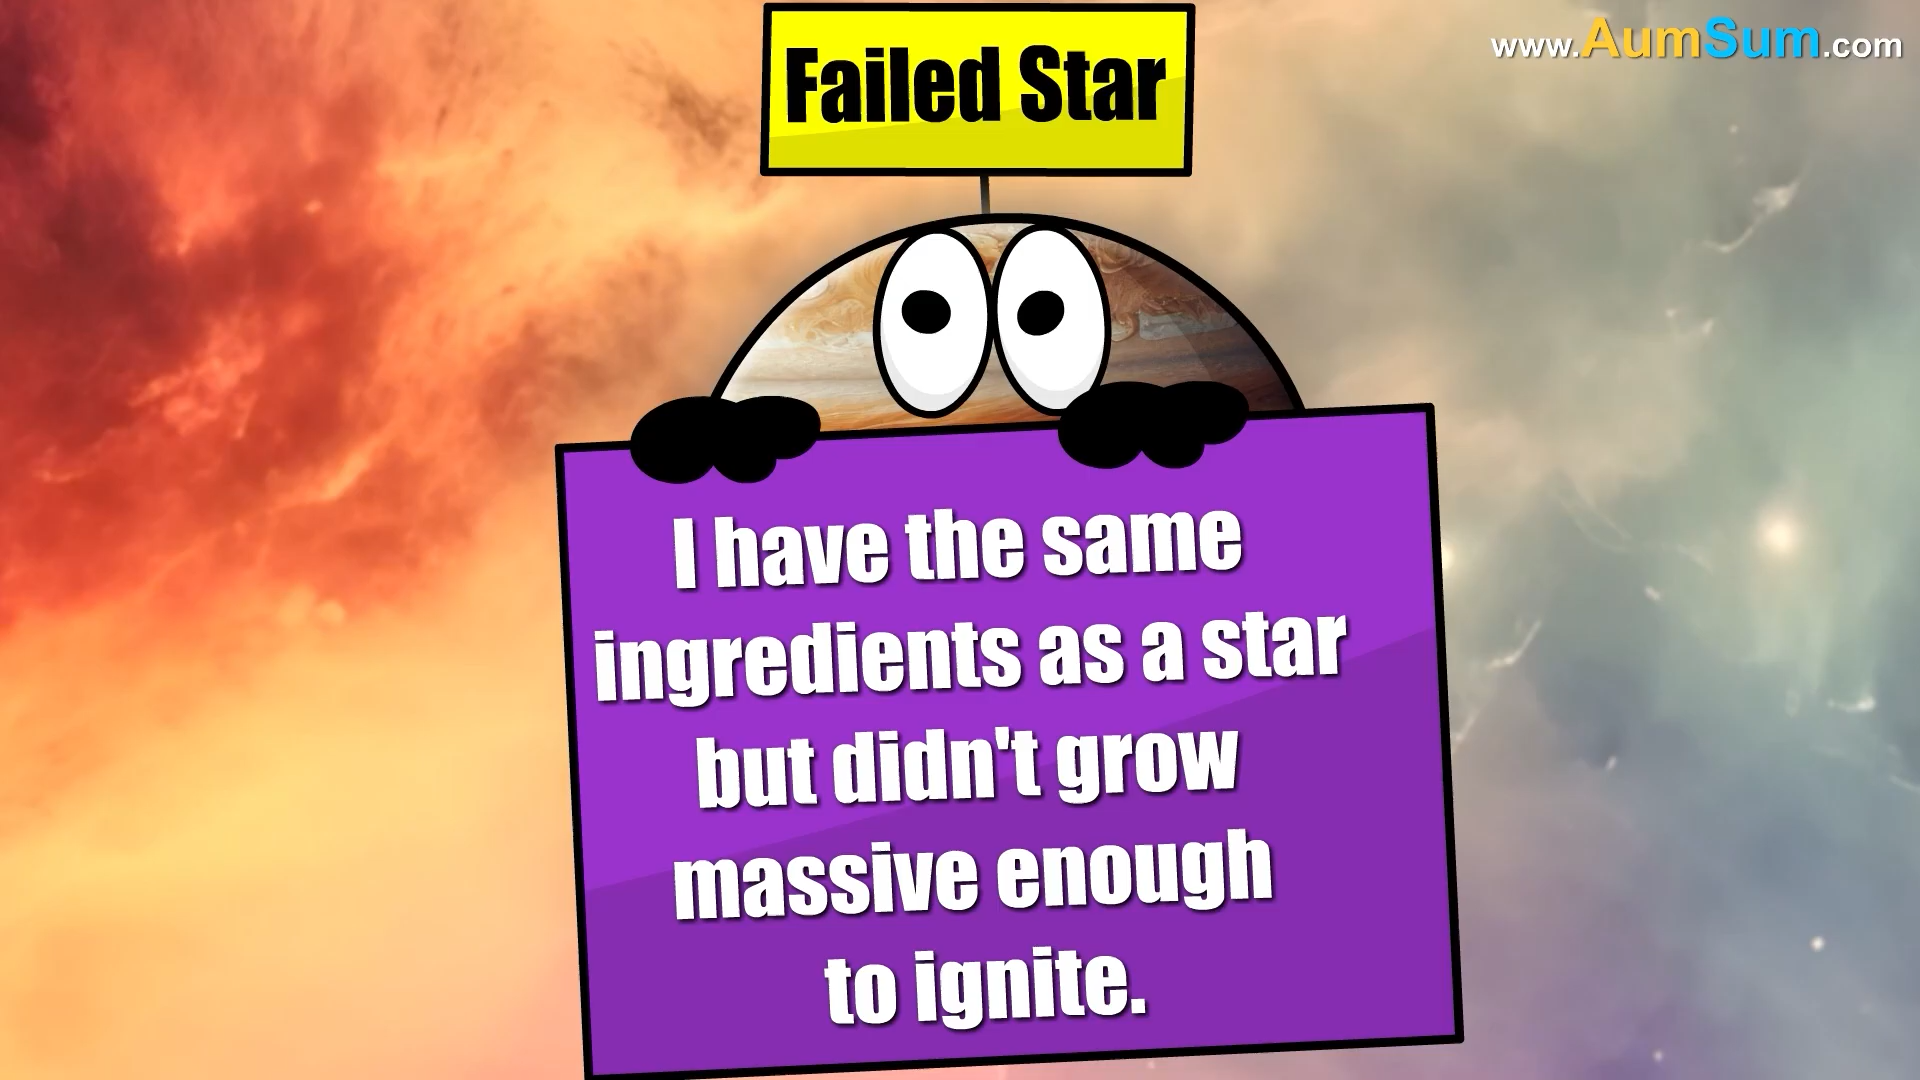 www.AumSum.com
Failed Star
I have the same
ingredients as a star
but didn't grow
massive enough
to ignite.